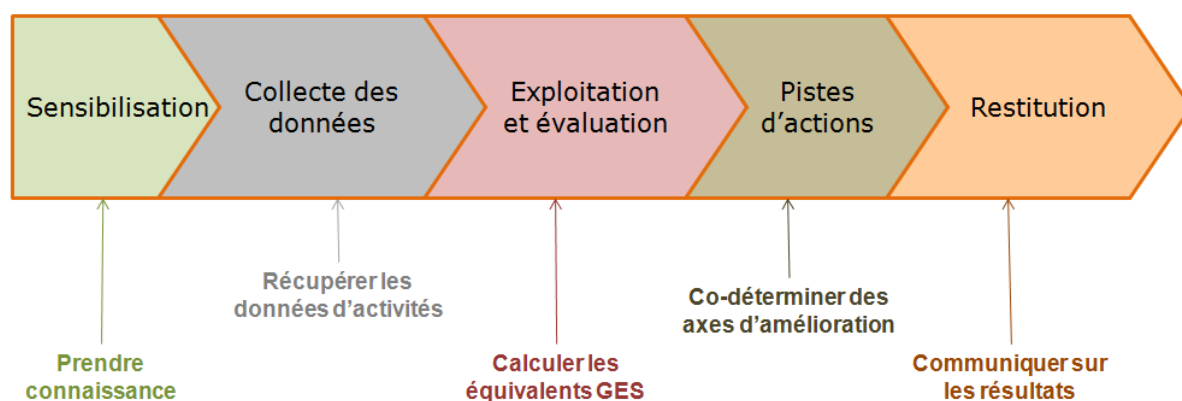 Sensibilisation
Collecte des
données
Exploitation
et évaluation
Pistes
d’actions
Restitution
Récupérer les
données d’activités
Co-déterminer des
axes d’amélioration
Prendre
connaissance
Calculer les
équivalents GES
Communiquer sur
les résultats